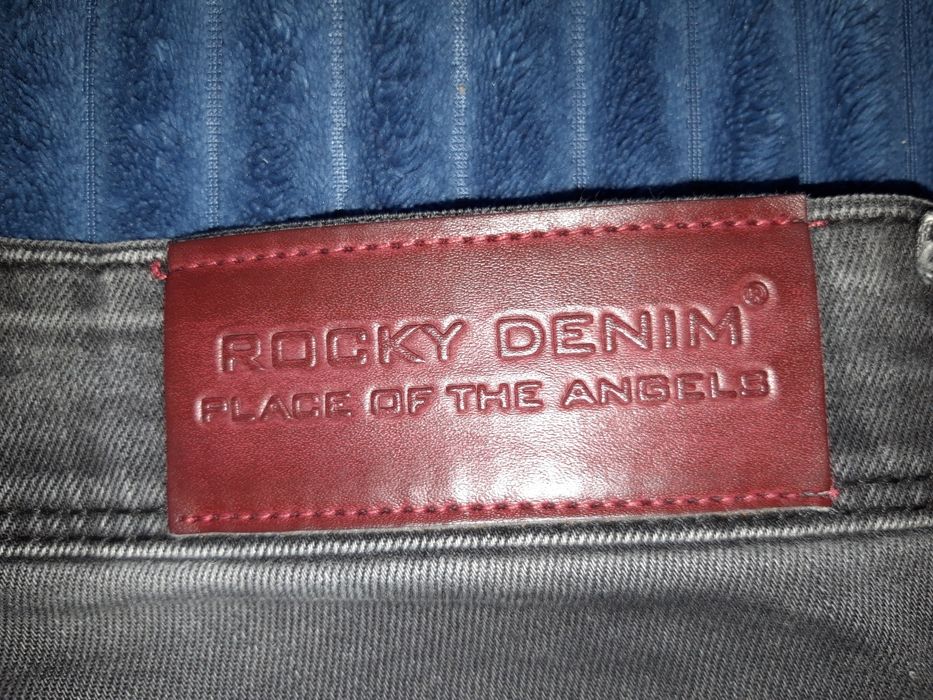 ROCKY DENIM®
PLACE OF THE ANGELS